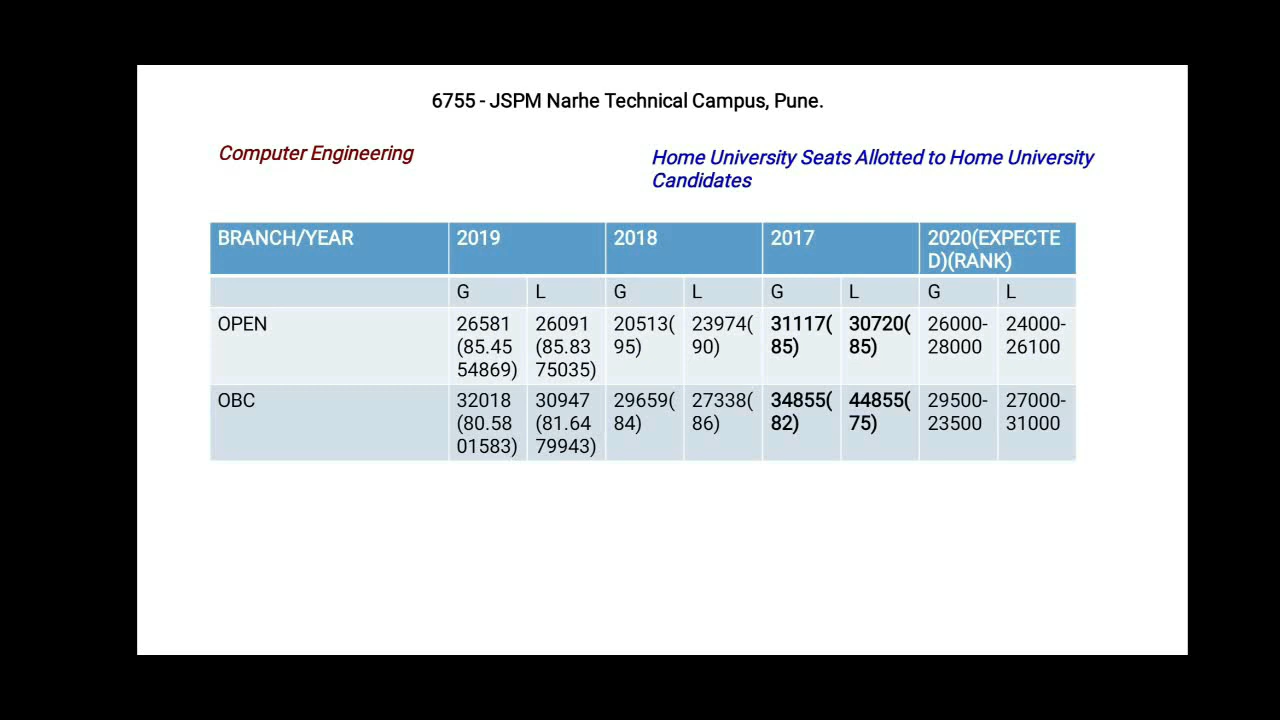 6755 - JSPM Narhe Technical Campus, Pune.
Computer Engineering
Home University Seats Allotted to Home University
Candidates
BRANCH/YEAR 2019 2018 2017 2020(EXPECTE
D)(RANK)
G L G L G L G L
OPEN 26581 26091 20513( 23974( 31117( 30720( 26000- 24000-
(85.45 (85.83 95) 90) 85) 85) 28000 26100
54869) 75035)
OBC 32018 30947 29659( 27338( 34855( 44855( 29500- 27000-
(80.58 (81.64 84) 86) 82) 75) 23500 31000
01583) 79943)